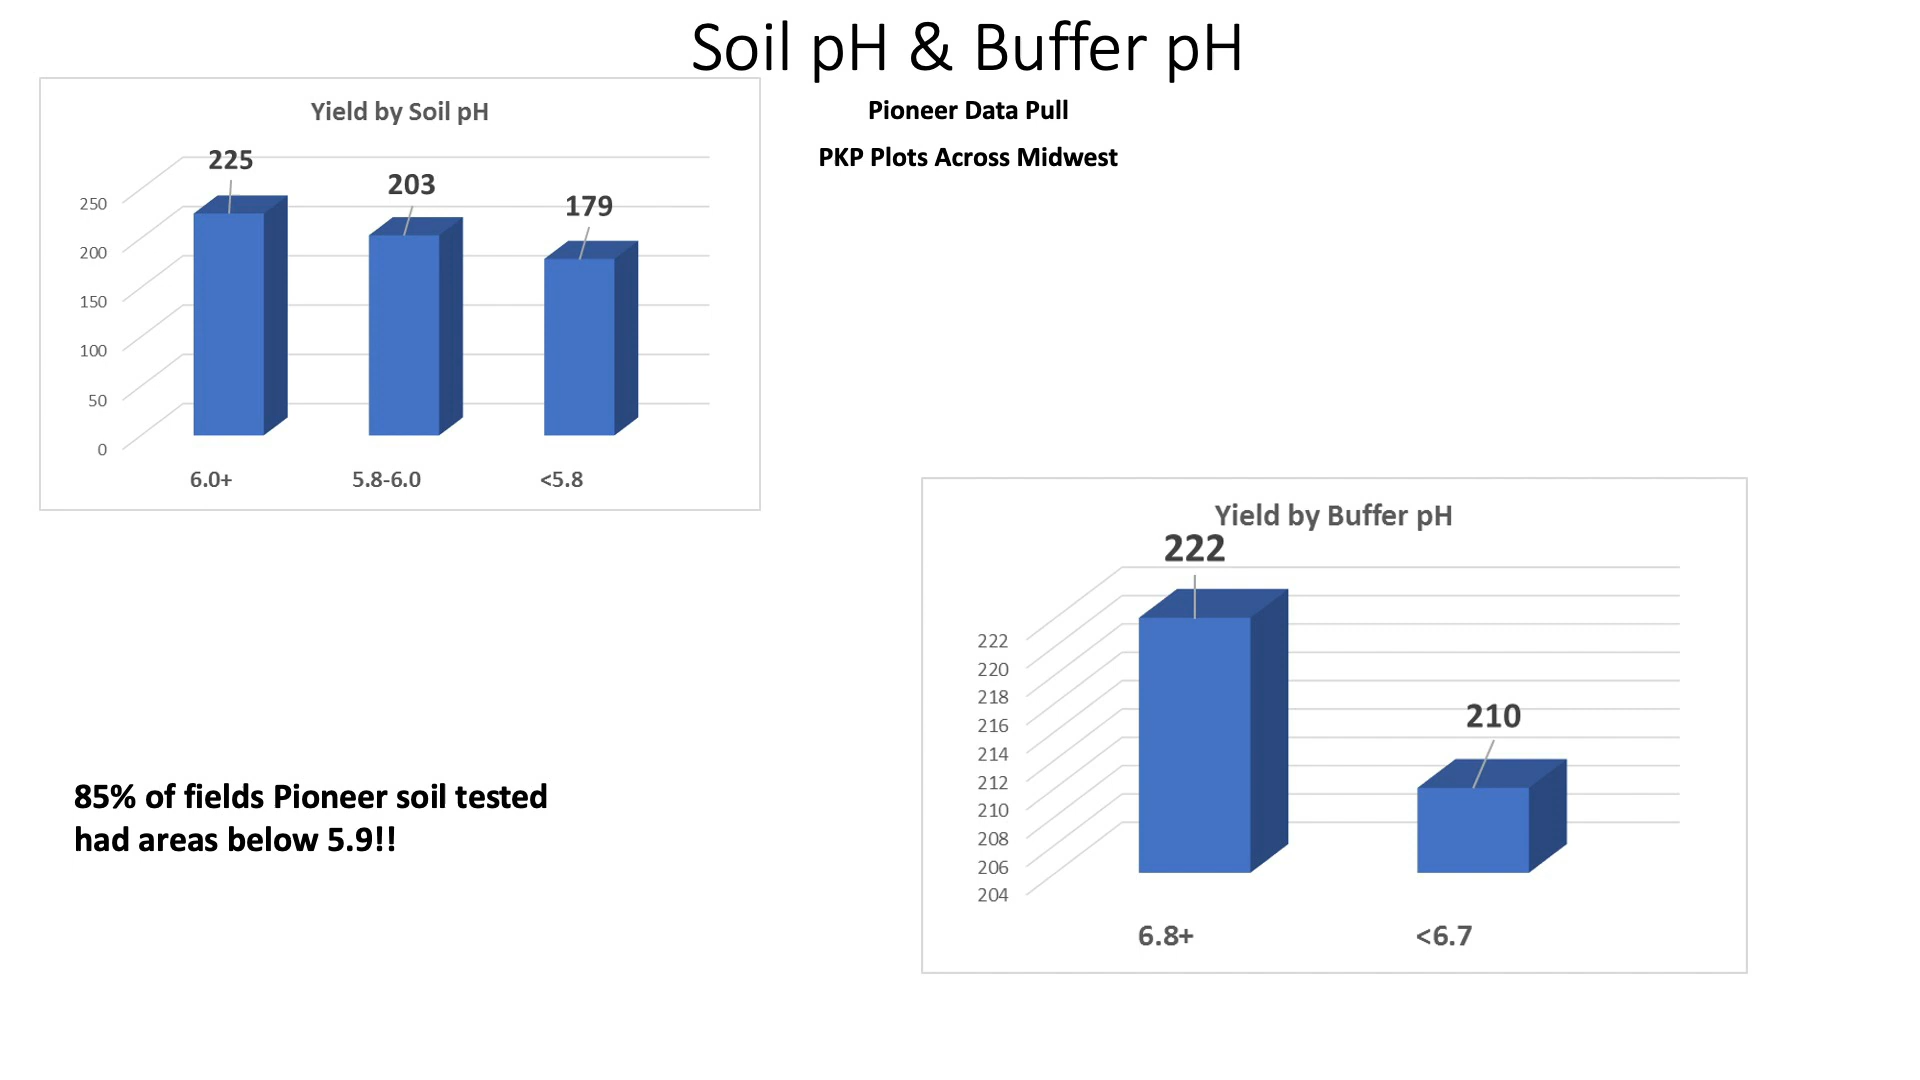 Soil pH & Buffer pH
Pioneer Data Pull
PKP Plots Across Midwest
Yield by Soil pH
225
203
179
250
200
150
100
50
0
6.0+ 5.8-6.0 <5.8
Yield by Buffer pH
222
210
222
220
218
216
214
212
210
208
206
204
6.8+ <6.7
85% of fields Pioneer soil tested
had areas below 5.9!!